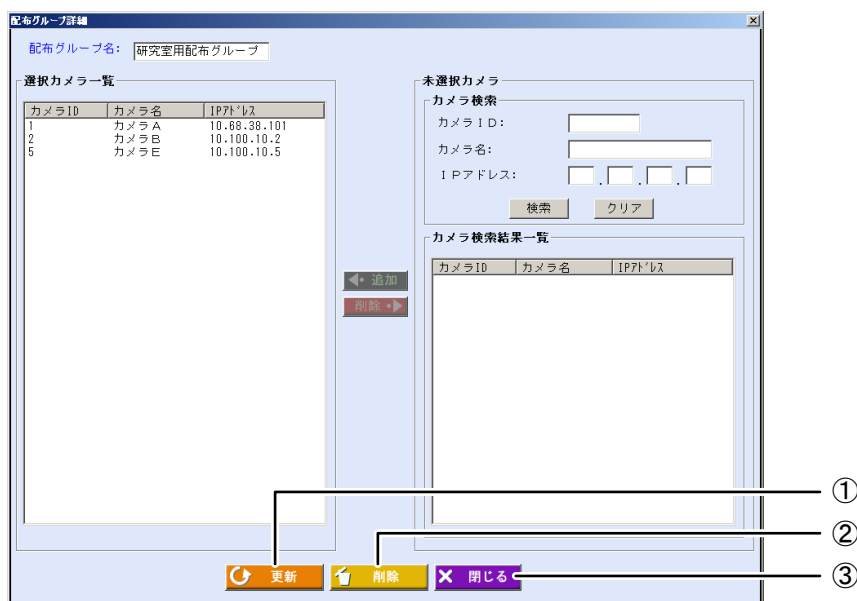 配布グループ詳細
配布グループ名: 研究室用配布グループ
選択カメラ一覧
カメラID カメラ名 IPｱﾄﾞﾚｽ
1 カメラA 10.68.38.101
2 カメラB 10.100.10.2
5 カメラE 10.100.10.5
追加
削除
未選択カメラ
カメラ検索
カメラID:
カメラ名:
IPアドレス: . . .
検索 クリア
カメラ検索結果一覧
カメラID カメラ名 IPｱﾄﾞﾚｽ
更新 削除 閉じる
①
②
③